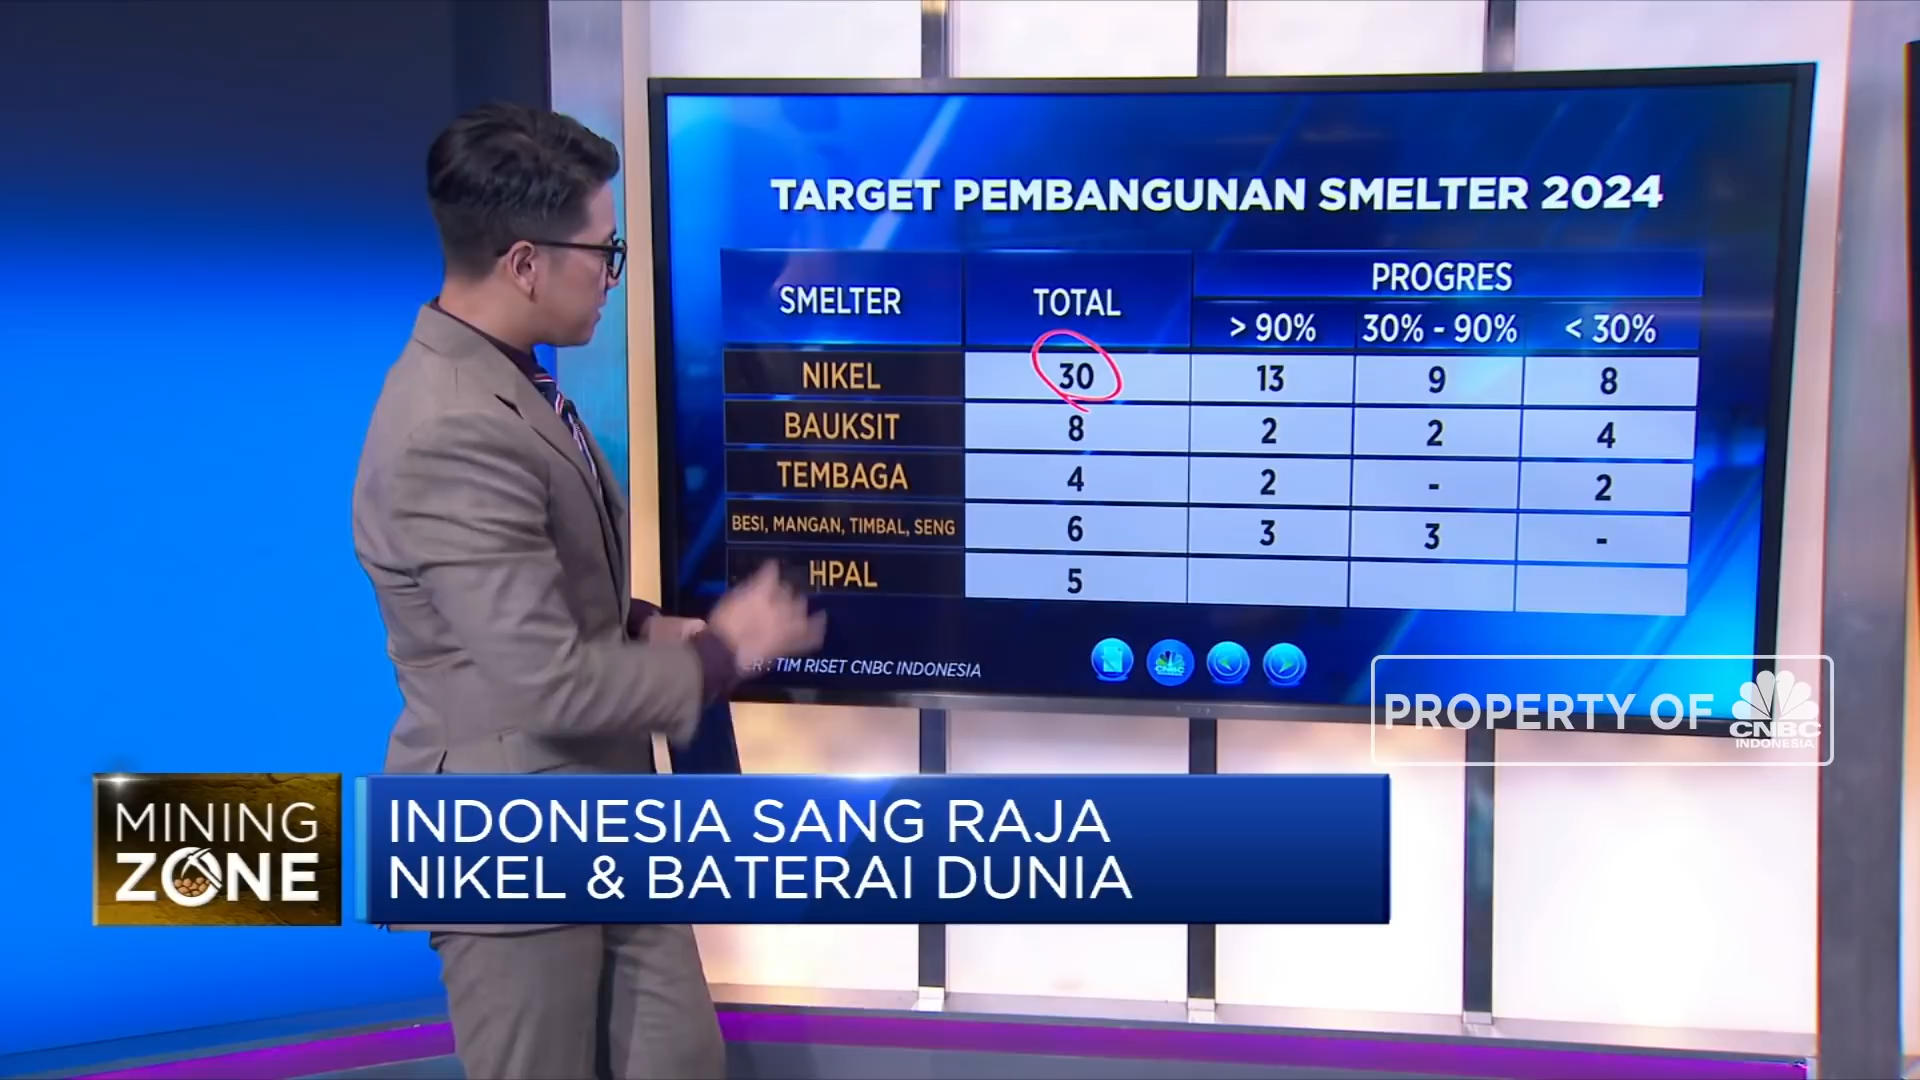 TARGET PEMBANGUNAN SMELTER 2024
SMELTER TOTAL PROGRES
> 90% 30% - 90% < 30%
NIKEL 30 13 9 8
BAUKSIT 8 2 2 4
TEMBAGA 4 2 - 2
BESI, MANGAN, TIMBAL, SENG 6 3 3 -
HPAL 5
: TIM RISET CNBC INDONESIA
CNBC
PROPERTY OF CNBC INDONESIA
MINING ZONE
INDONESIA SANG RAJA
NIKEL & BATERAI DUNIA